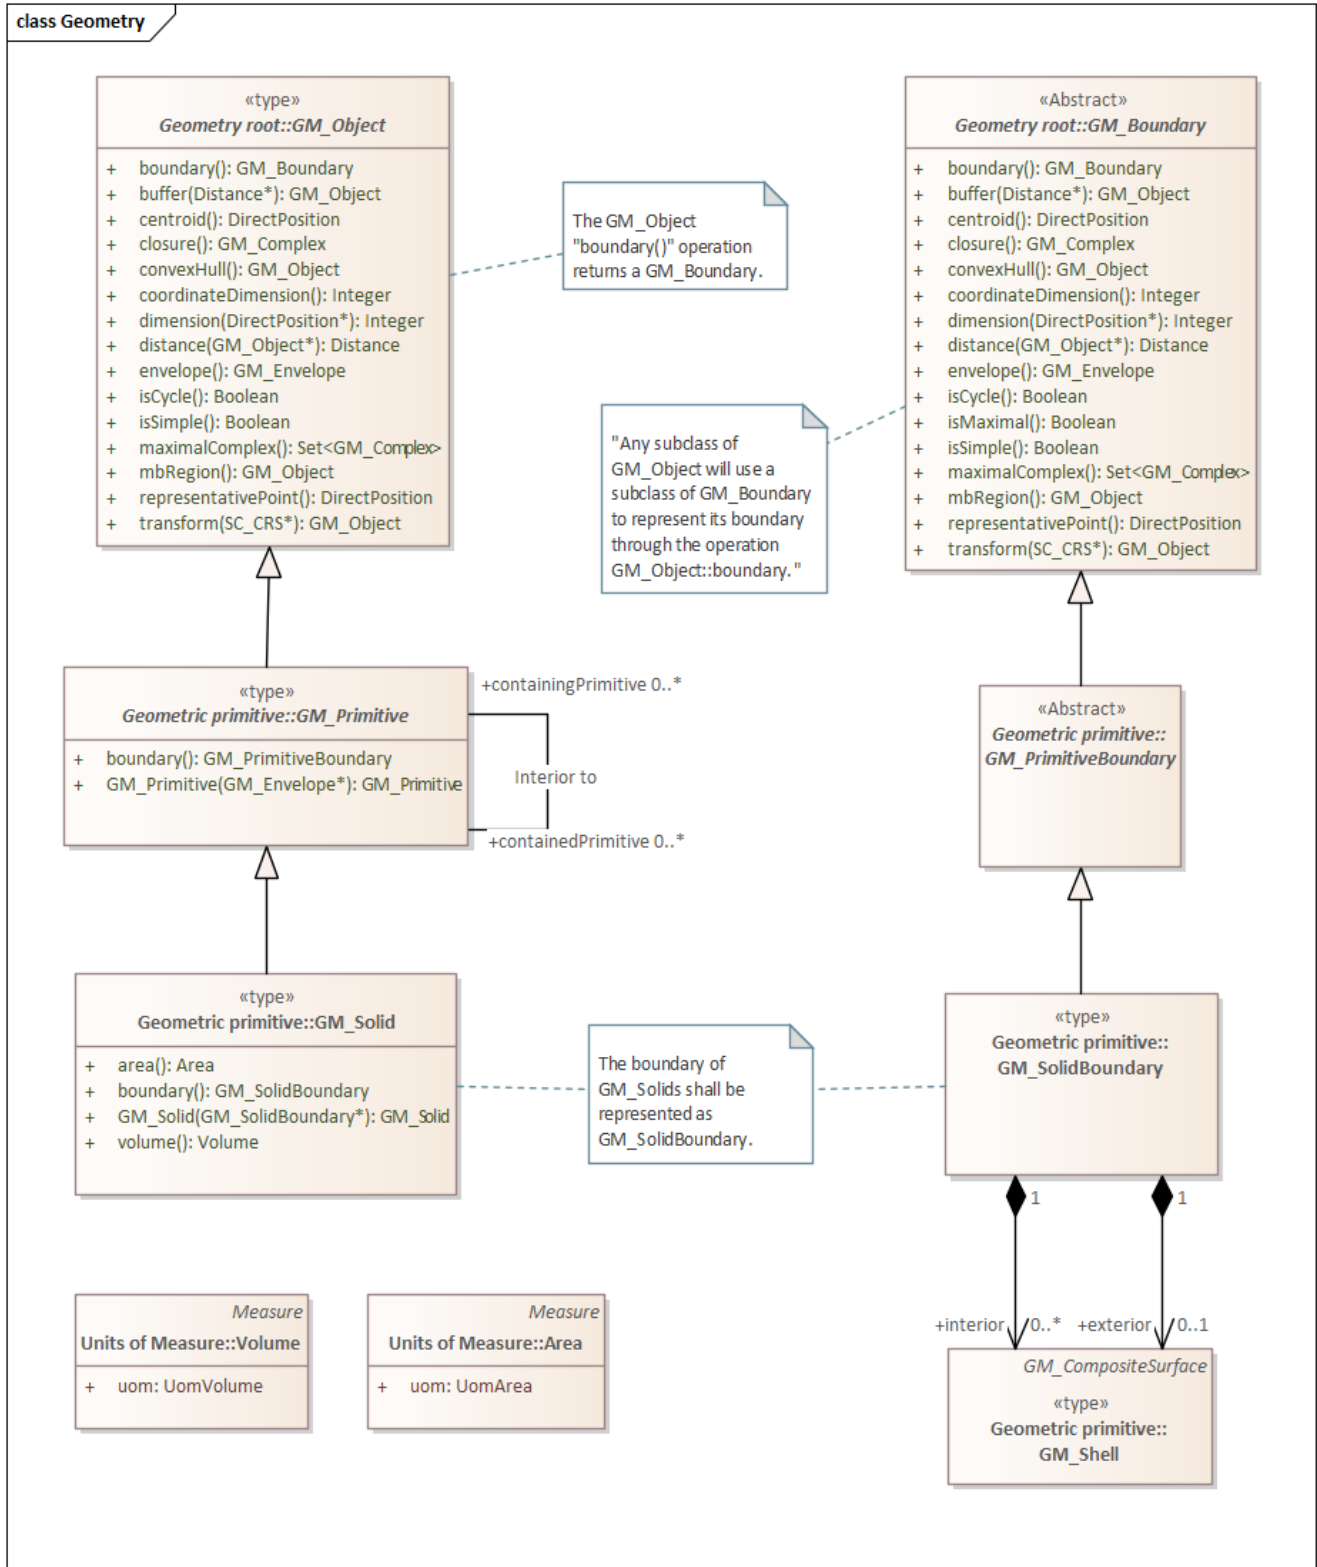 class Geometry
«type»
Geometry root::GM_Object
+ boundary(): GM_Boundary
+ buffer(Distance*): GM_Object
+ centroid(): DirectPosition
+ closure(): GM_Complex
+ convexHull(): GM_Object
+ coordinateDimension(): Integer
+ dimension(DirectPosition*): Integer
+ distance(GM_Object*): Distance
+ envelope(): GM_Envelope
+ isCycle(): Boolean
+ isSimple(): Boolean
+ maximalComplex(): Set<GM_Complex>
+ mbRegion(): GM_Object
+ representativePoint(): DirectPosition
+ transform(SC_CRS*): GM_Object
The GM_Object
"boundary()" operation
returns a GM_Boundary.
«Abstract»
Geometry root::GM_Boundary
+ boundary(): GM_Boundary
+ buffer(Distance*): GM_Object
+ centroid(): DirectPosition
+ closure(): GM_Complex
+ convexHull(): GM_Object
+ coordinateDimension(): Integer
+ dimension(DirectPosition*): Integer
+ distance(GM_Object*): Distance
+ envelope(): GM_Envelope
+ isCycle(): Boolean
+ isMaximal(): Boolean
+ isSimple(): Boolean
+ maximalComplex(): Set<GM_Complex>
+ mbRegion(): GM_Object
+ representativePoint(): DirectPosition
+ transform(SC_CRS*): GM_Object
"Any subclass of
GM_Object will use a
subclass of GM_Boundary
to represent its boundary
through the operation
GM_Object::boundary."
«type»
Geometric primitive::GM_Primitive
+ boundary(): GM_PrimitiveBoundary
+ GM_Primitive(GM_Envelope*): GM_Primitive
+containingPrimitive 0..*
Interior to
+containedPrimitive 0..*
«Abstract»
Geometric primitive::
GM_PrimitiveBoundary
«type»
Geometric primitive::GM_Solid
+ area(): Area
+ boundary(): GM_SolidBoundary
+ GM_Solid(GM_SolidBoundary*): GM_Solid
+ volume(): Volume
The boundary of
GM_Solids shall be
represented as
GM_SolidBoundary.
«type»
Geometric primitive::
GM_SolidBoundary
1
1
+interior 0..*
+exterior 0..1
Measure
Units of Measure::Volume
+ uom: UomVolume
Measure
Units of Measure::Area
+ uom: UomArea
GM_CompositeSurface
«type»
Geometric primitive::
GM_Shell